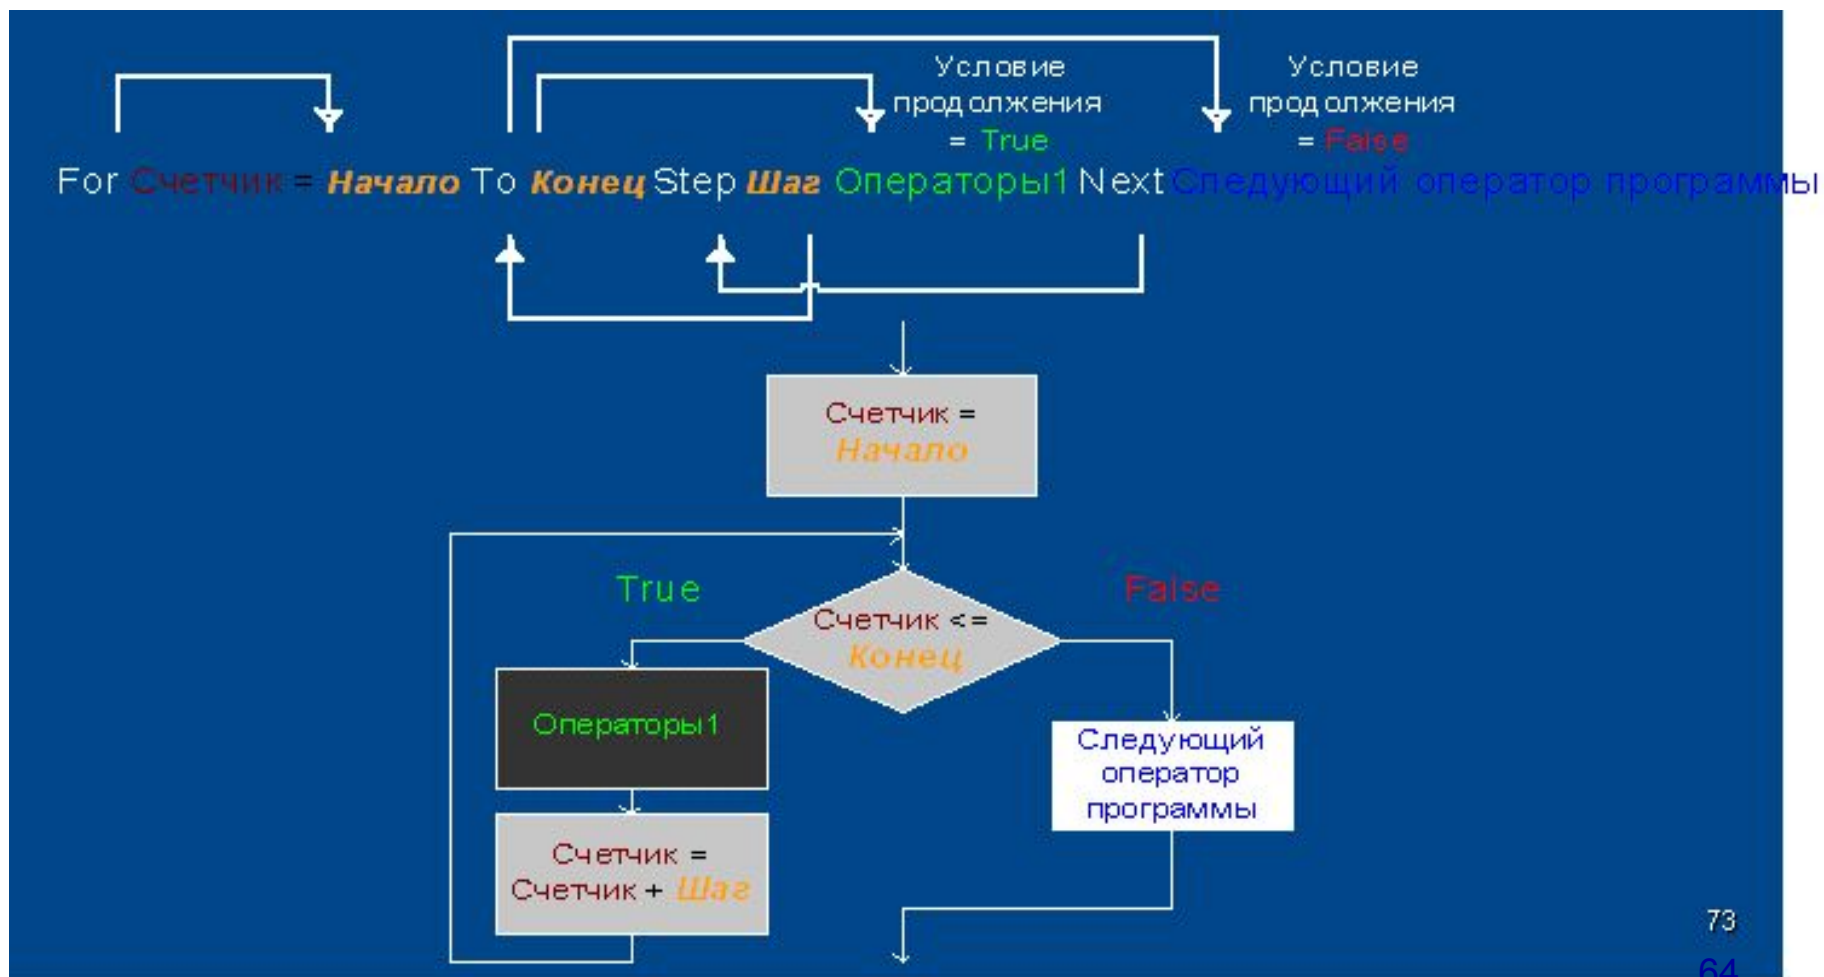 Условие
продолжения
= True
Условие
продолжения
= False
For Счетчик = Начало To Конец Step Шаг Операторы1 Next Следующий оператор программы
Счетчик =
Начало
True
False
Счетчик <=
Конец
Операторы1
Следующий
оператор
программы
Счетчик =
Счетчик + Шаг
73
64